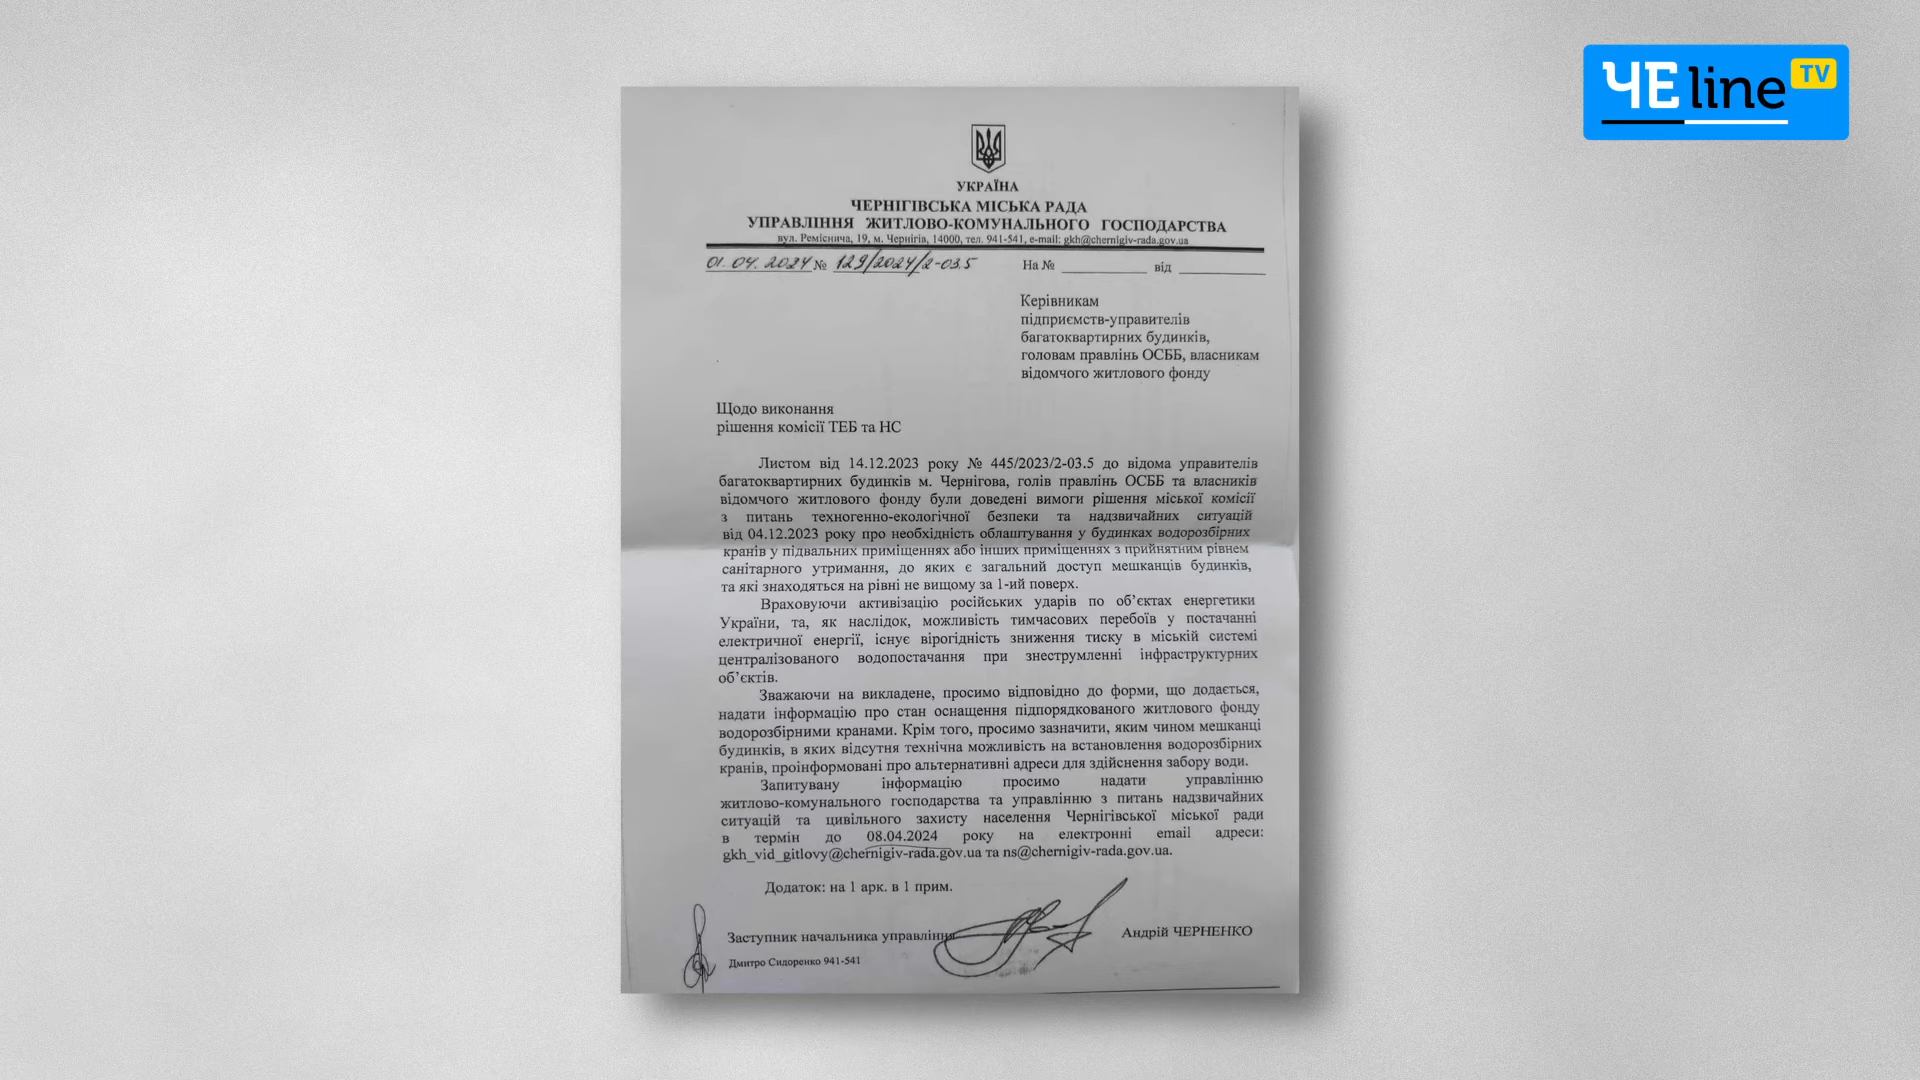 ЧЕ line TV
УКРАЇНА
ЧЕРНІГІВСЬКА МІСЬКА РАДА
УПРАВЛІННЯ ЖИТЛОВО-КОМУНАЛЬНОГО ГОСПОДАРСТВА
вул. Реміснича, 19, м. Чернігів, 14000, тел. 941-541, e-mail: gkh@chernigiv-rada.gov.ua
01.04.2024 № 129/2024/2-03.5 На № ____________ від ____________
Керівникам
підприємств-управителів
багатоквартирних будинків,
головам правлінь ОСББ, власникам
відомчого житлового фонду
Щодо виконання
рішення комісії ТЕБ та НС
Листом від 14.12.2023 року № 445/2023/2-03.5 до відома управителів
багатоквартирних будинків м. Чернігова, голів правлінь ОСББ та власників
відомчого житлового фонду були доведені вимоги рішення міської комісії
з питань техногенно-екологічної безпеки та надзвичайних ситуацій
від 04.12.2023 року про необхідність облаштування у будинках водорозбірних
кранів у підвальних приміщеннях або інших приміщеннях з прийнятним рівнем
санітарного утримання, до яких є загальний доступ мешканців будинків,
та які знаходяться на рівні не вищому за 1-ий поверх.
Враховуючи активізацію російських ударів по об’єктах енергетики
України, та, як наслідок, можливість тимчасових перебоїв у постачанні
електричної енергії, існує вірогідність зниження тиску в міській системі
централізованого водопостачання при знеструмленні інфраструктурних
об’єктів.
Зважаючи на викладене, просимо відповідно до форми, що додається,
надати інформацію про стан оснащення підпорядкованого житлового фонду
водорозбірними кранами. Крім того, просимо зазначити, яким чином мешканці
будинків, в яких відсутня технічна можливість на встановлення водорозбірних
кранів, проінформовані про альтернативні адреси для здійснення забору води.
Запитувану інформацію просимо надати управлінню
житлово-комунального господарства та управлінню з питань надзвичайних
ситуацій та цивільного захисту населення Чернігівської міської ради
в термін до 08.04.2024 року на електронні email адреси:
gkh_vid_gitlovy@chernigiv-rada.gov.ua та ns@chernigiv-rada.gov.ua.
Додаток: на 1 арк. в 1 прим.
Заступник начальника управління Андрій ЧЕРНЕНКО
Дмитро Сидоренко 941-541